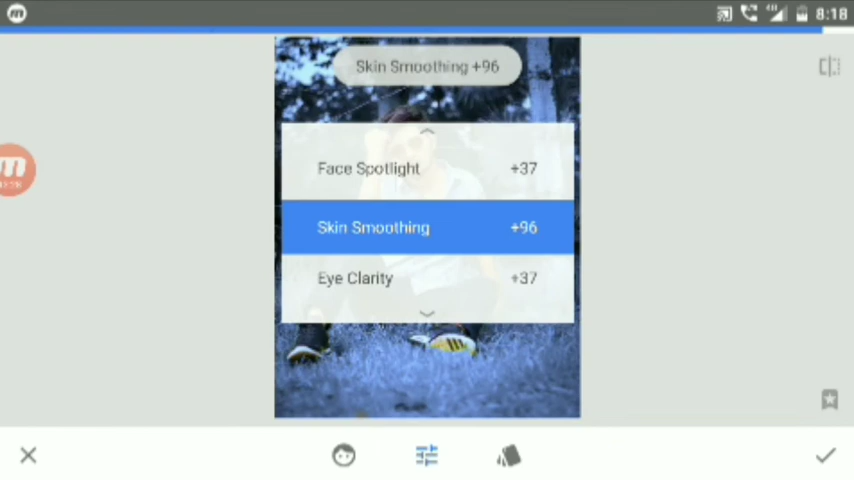 8:18
Skin Smoothing +96
Face Spotlight +37
Skin Smoothing +96
Eye Clarity +37